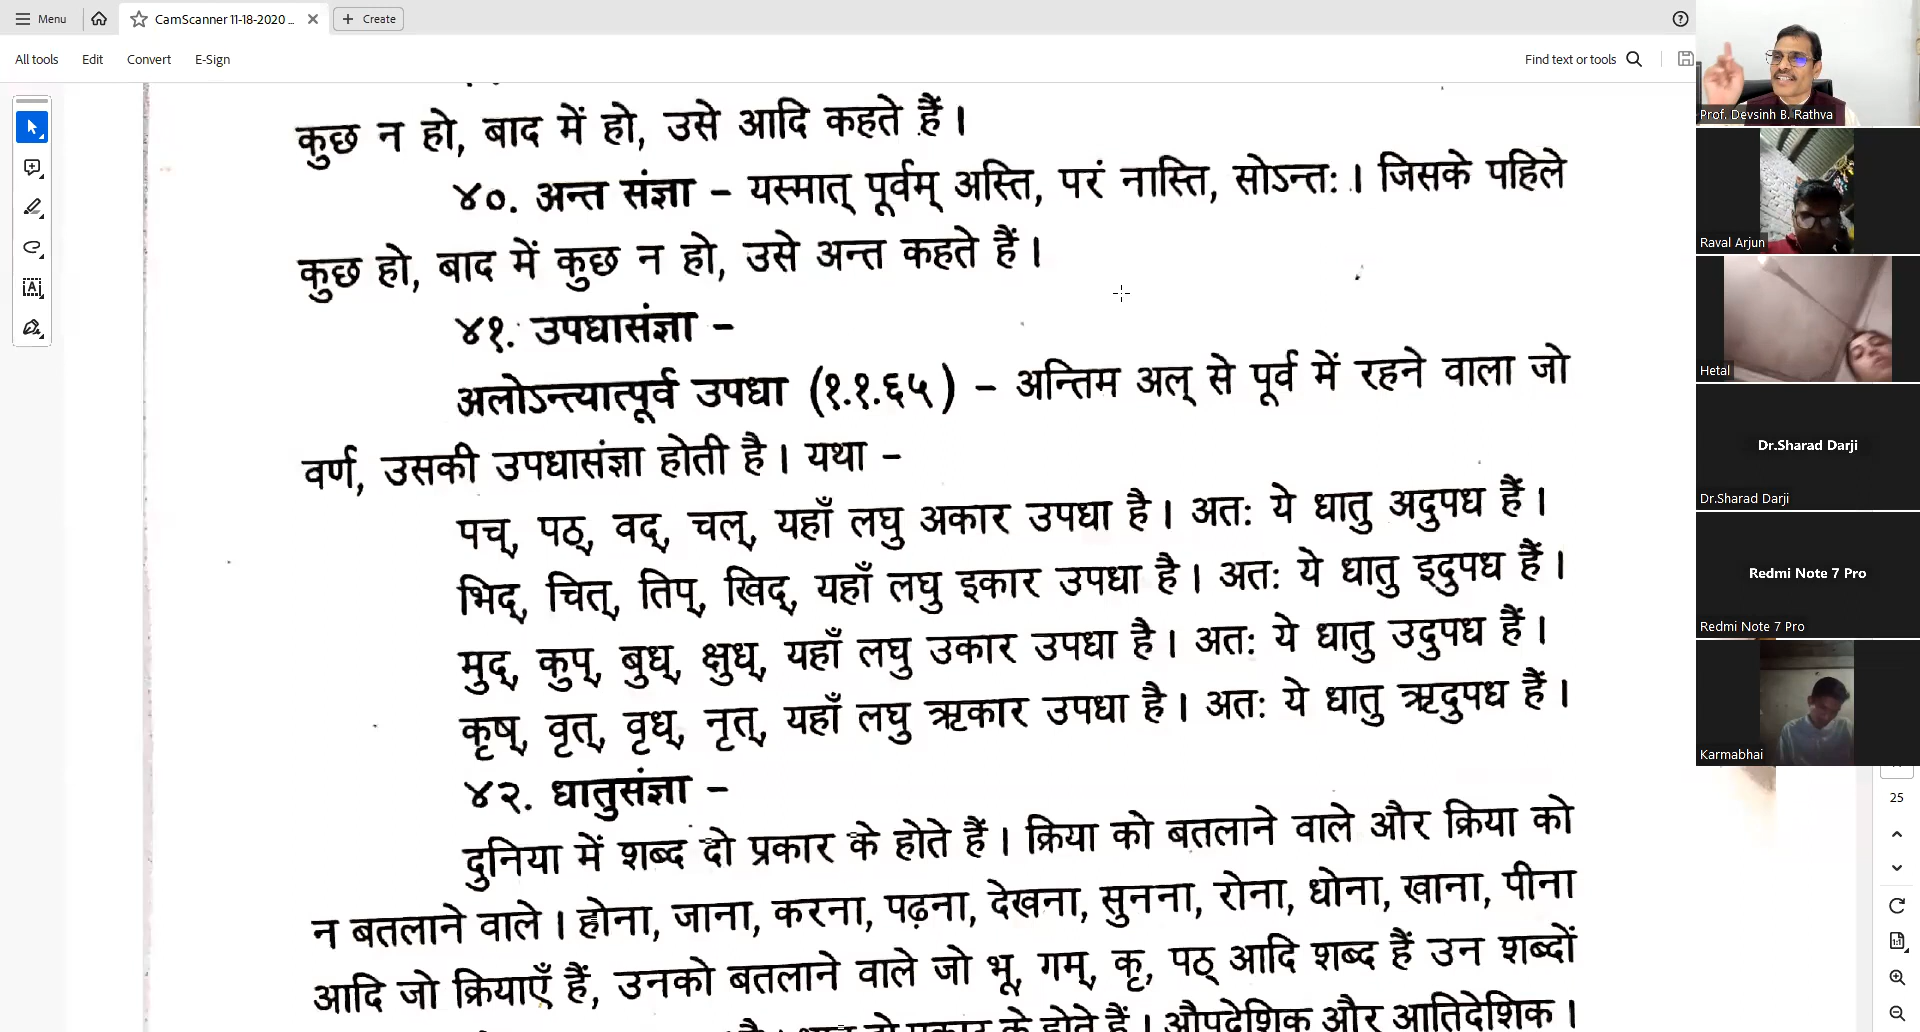 Menu
CamScanner 11-18-2020 ...
Create
All tools
Edit
Convert
E-Sign
Find text or tools
कुछ न हो, बाद में हो, उसे आदि कहते हैं ।
४०. अन्त संज्ञा – यस्मात् पूर्वम् अस्ति, परं नास्ति, सोऽन्तः । जिसके पहिले
कुछ हो, बाद में कुछ न हो, उसे अन्त कहते हैं ।
४१. उपधासंज्ञा –
अलोऽन्त्यात्पूर्व उपधा (१.१.६५) – अन्तिम अल् से पूर्व में रहने वाला जो
वर्ण, उसकी उपधासंज्ञा होती है । यथा –
पच्, पठ्, वद्, चल्, यहाँ लघु अकार उपधा है । अतः ये धातु अदुपध हैं ।
भिद्, चित्, तिप्, खिद्, यहाँ लघु इकार उपधा है । अतः ये धातु इदुपध हैं ।
मुद्, कुप्, बुध्, क्षुध्, यहाँ लघु उकार उपधा है । अतः ये धातु उदुपध हैं ।
कृष्, वृत्, वृध्, नृत्, यहाँ लघु ऋकार उपधा है । अतः ये धातु ऋदुपध हैं ।
४२. धातुसंज्ञा –
दुनिया में शब्द दो प्रकार के होते हैं । क्रिया को बतलाने वाले और क्रिया को
न बतलाने वाले । होना, जाना, करना, पढ़ना, देखना, सुनना, रोना, धोना, खाना, पीना
आदि जो क्रियाएँ हैं, उनको बतलाने वाले जो भू, गम्, कृ, पठ् आदि शब्द हैं उन शब्दों
प्रकार के होते हैं । औपदेशिक और आतिदेशिक ।
Prof. Devsinh B. Rathva
Raval Arjun
Hetal
Dr.Sharad Darji
Dr.Sharad Darji
Redmi Note 7 Pro
Redmi Note 7 Pro
Karmabhai
25